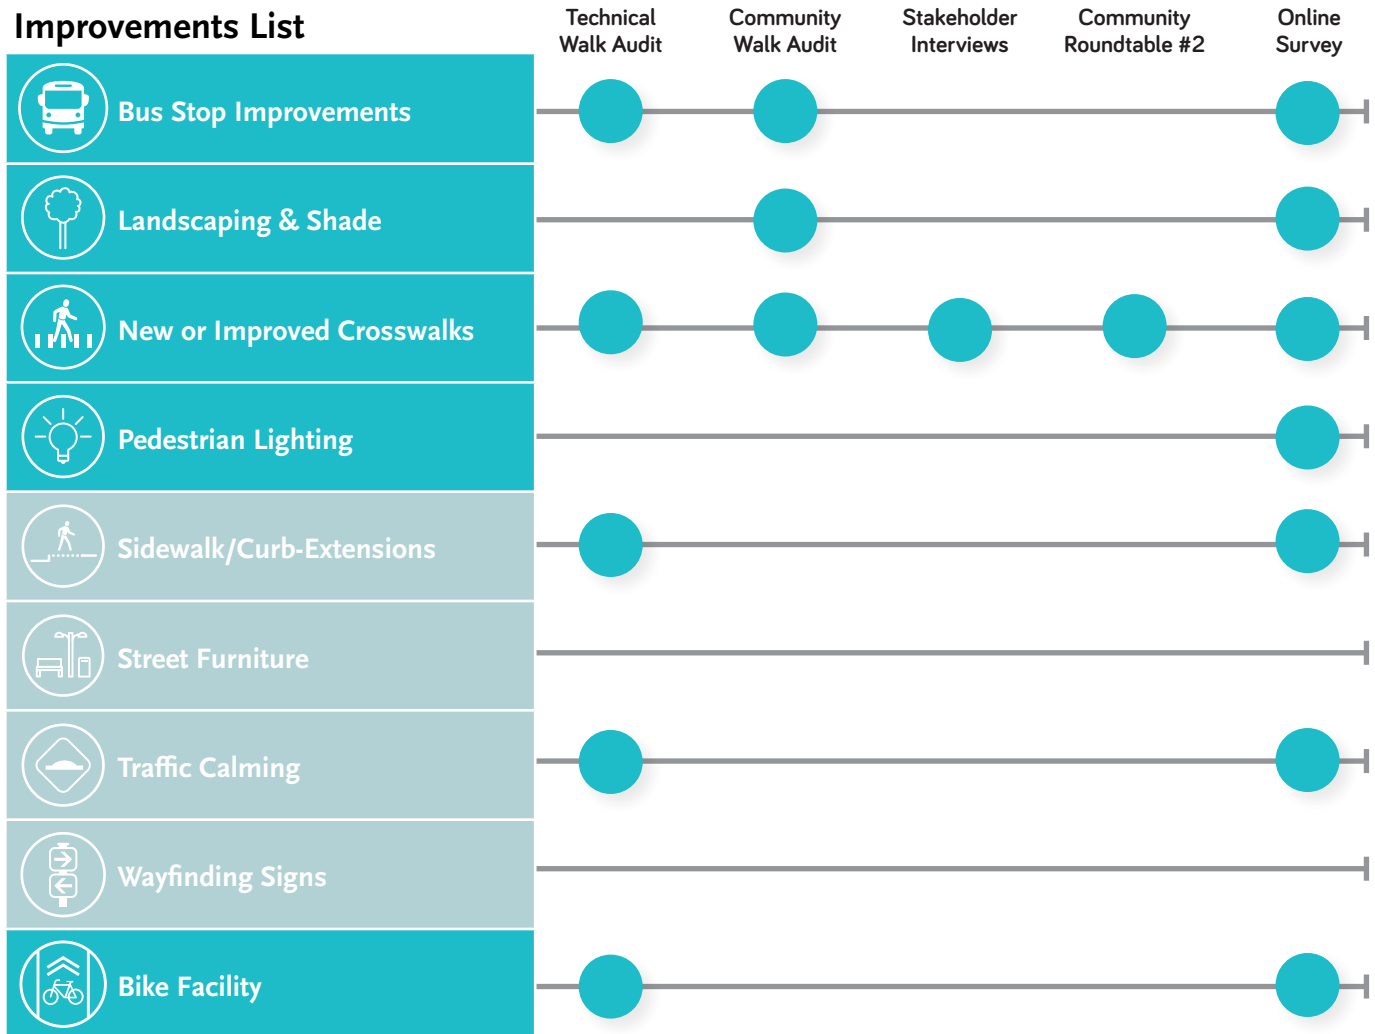 Improvements List
Technical
Walk Audit
Community
Walk Audit
Stakeholder
Interviews
Community
Roundtable #2
Online
Survey
Bus Stop Improvements
Landscaping & Shade
New or Improved Crosswalks
Pedestrian Lighting
Sidewalk/Curb-Extensions
Street Furniture
Traffic Calming
Wayfinding Signs
Bike Facility